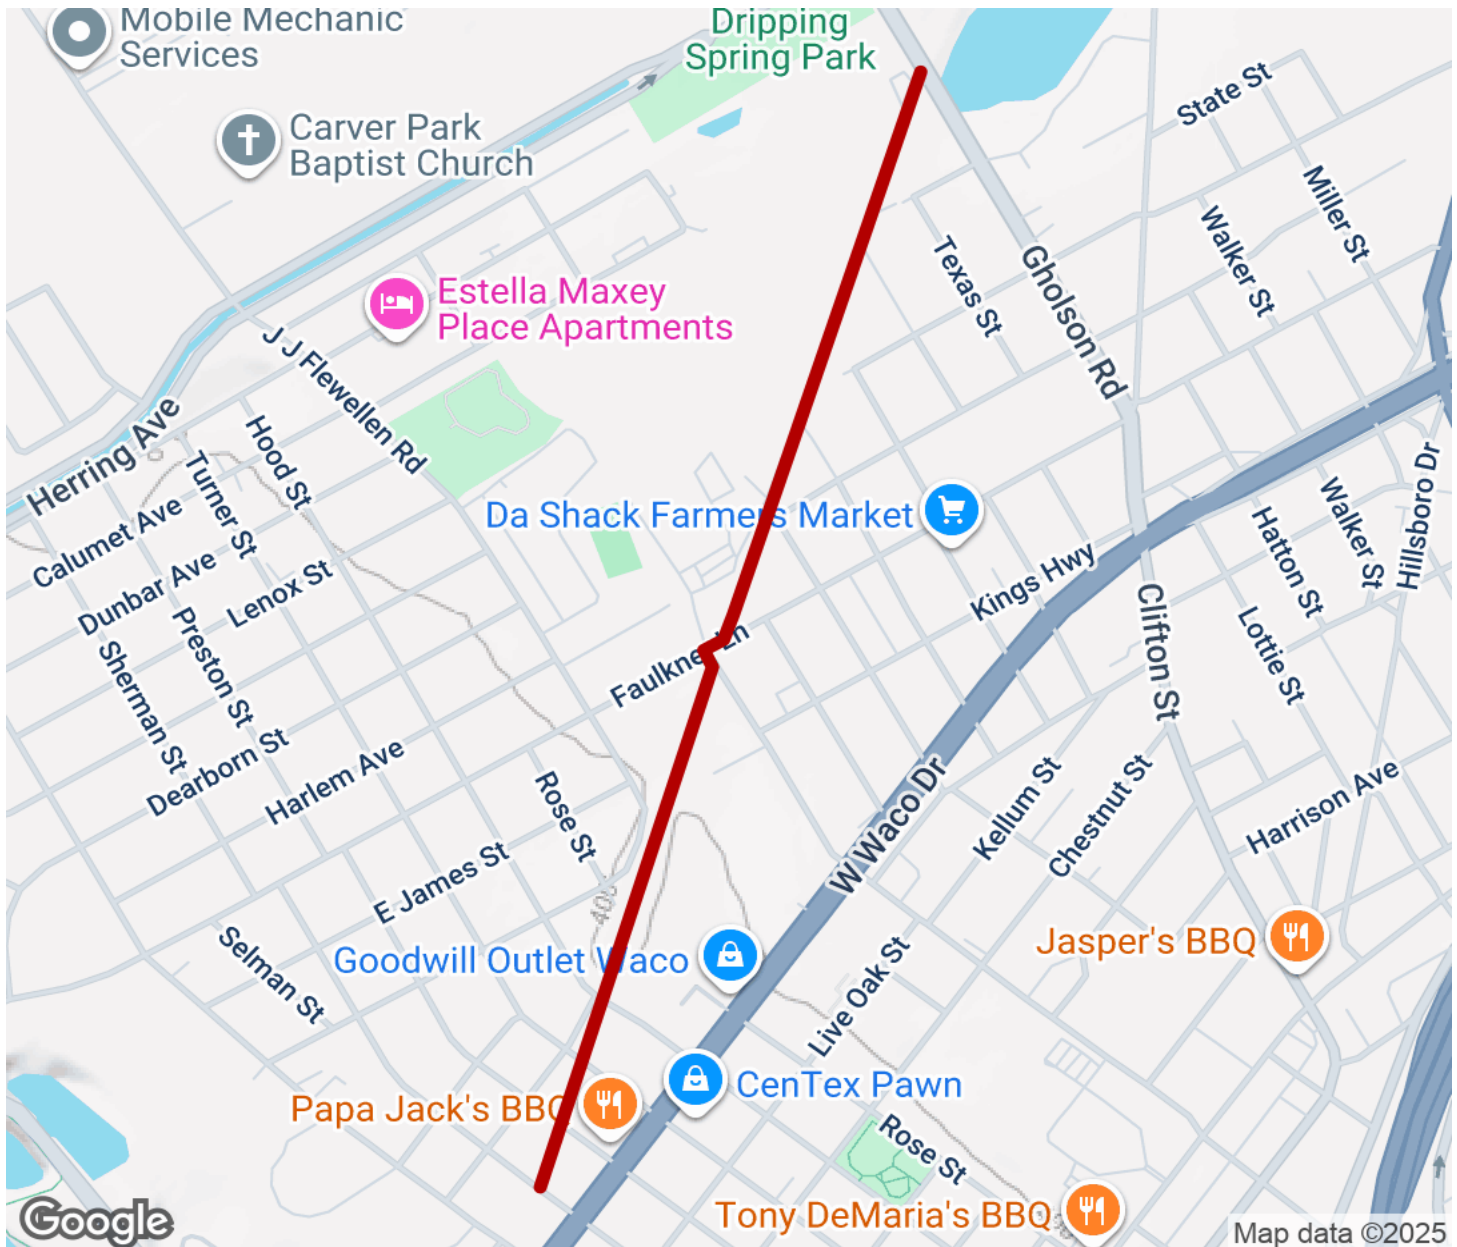 Mobile Mechanic
Services
Dripping
Spring Park
State St
Carver Park
Baptist Church
Miller St
Walker St
Texas St
Gholson Rd
Estella Maxey
Place Apartments
J J Flewellen Rd
Herring Ave
Hood St
Turner St
Calumet Ave
Da Shack Farmers Market
Walker St
Hillsboro Dr
Hatton St
Kings Hwy
Dunbar Ave
Lenox St
Clifton St
Preston St
Sherman St
Lottie St
Faulkner Ln
Dearborn St
Harlem Ave
Rose St
W Waco Dr
Kellum St
Chestnut St
Harrison Ave
E James St
400
Selman St
Goodwill Outlet Waco
Live Oak St
Jasper's BBQ
CenTex Pawn
Papa Jack's BBQ
Rose St
Tony DeMaria's BBQ
Google
Map data ©2025